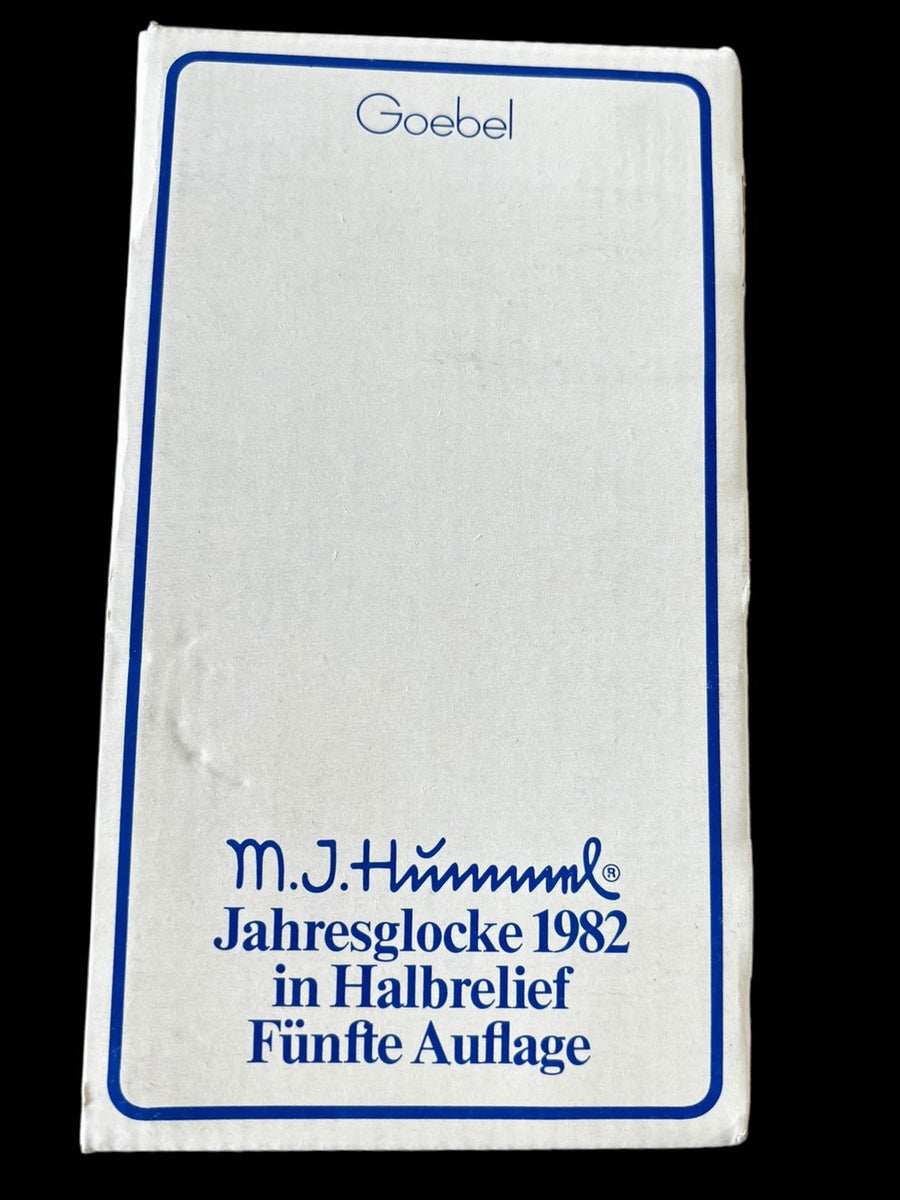 Goebel
M.J.Hummel®
Jahresglocke 1982
in Halbrelief
Fünfte Auflage